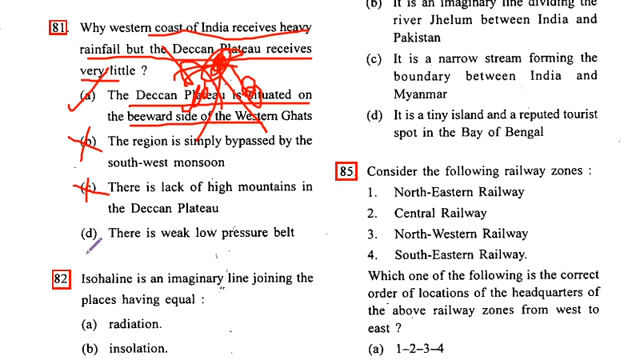 81. Why western coast of India receives heavy
rainfall but the Deccan Plateau receives
very little ?
(a) The Deccan Plateau is situated on
the beeward side of the Western Ghats
(b) The region is simply bypassed by the
south-west monsoon
(c) There is lack of high mountains in
the Deccan Plateau
(d) There is weak low pressure belt
82 Isohaline is an imaginary line joining the
places having equal :
(a) radiation.
(b) insolation.
(b) It is an imaginary line dividing the
river Jhelum between India and
Pakistan
(c) It is a narrow stream forming the
boundary between India and
Myanmar
(d) It is a tiny island and a reputed tourist
spot in the Bay of Bengal
85 Consider the following railway zones :
1. North-Eastern Railway
2. Central Railway
3. North-Western Railway
4. South-Eastern Railway.
Which one of the following is the correct
order of locations of the headquarters of
the above railway zones from west to
east ?
(a) 1–2–3–4